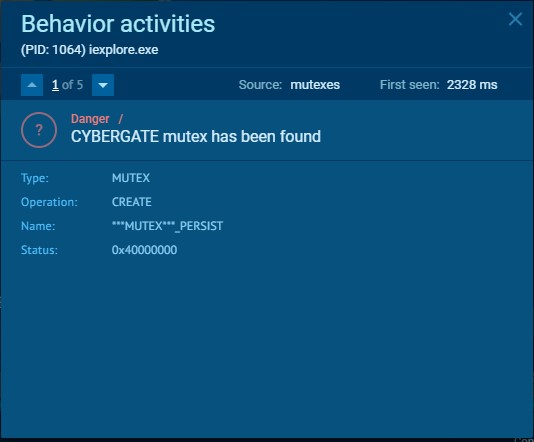 Behavior activities
(PID: 1064) iexplore.exe
1 of 5 Source: mutexes First seen: 2328 ms
? Danger /
CYBERGATE mutex has been found
Type: MUTEX
Operation: CREATE
Name: ***MUTEX***_PERSIST
Status: 0x40000000